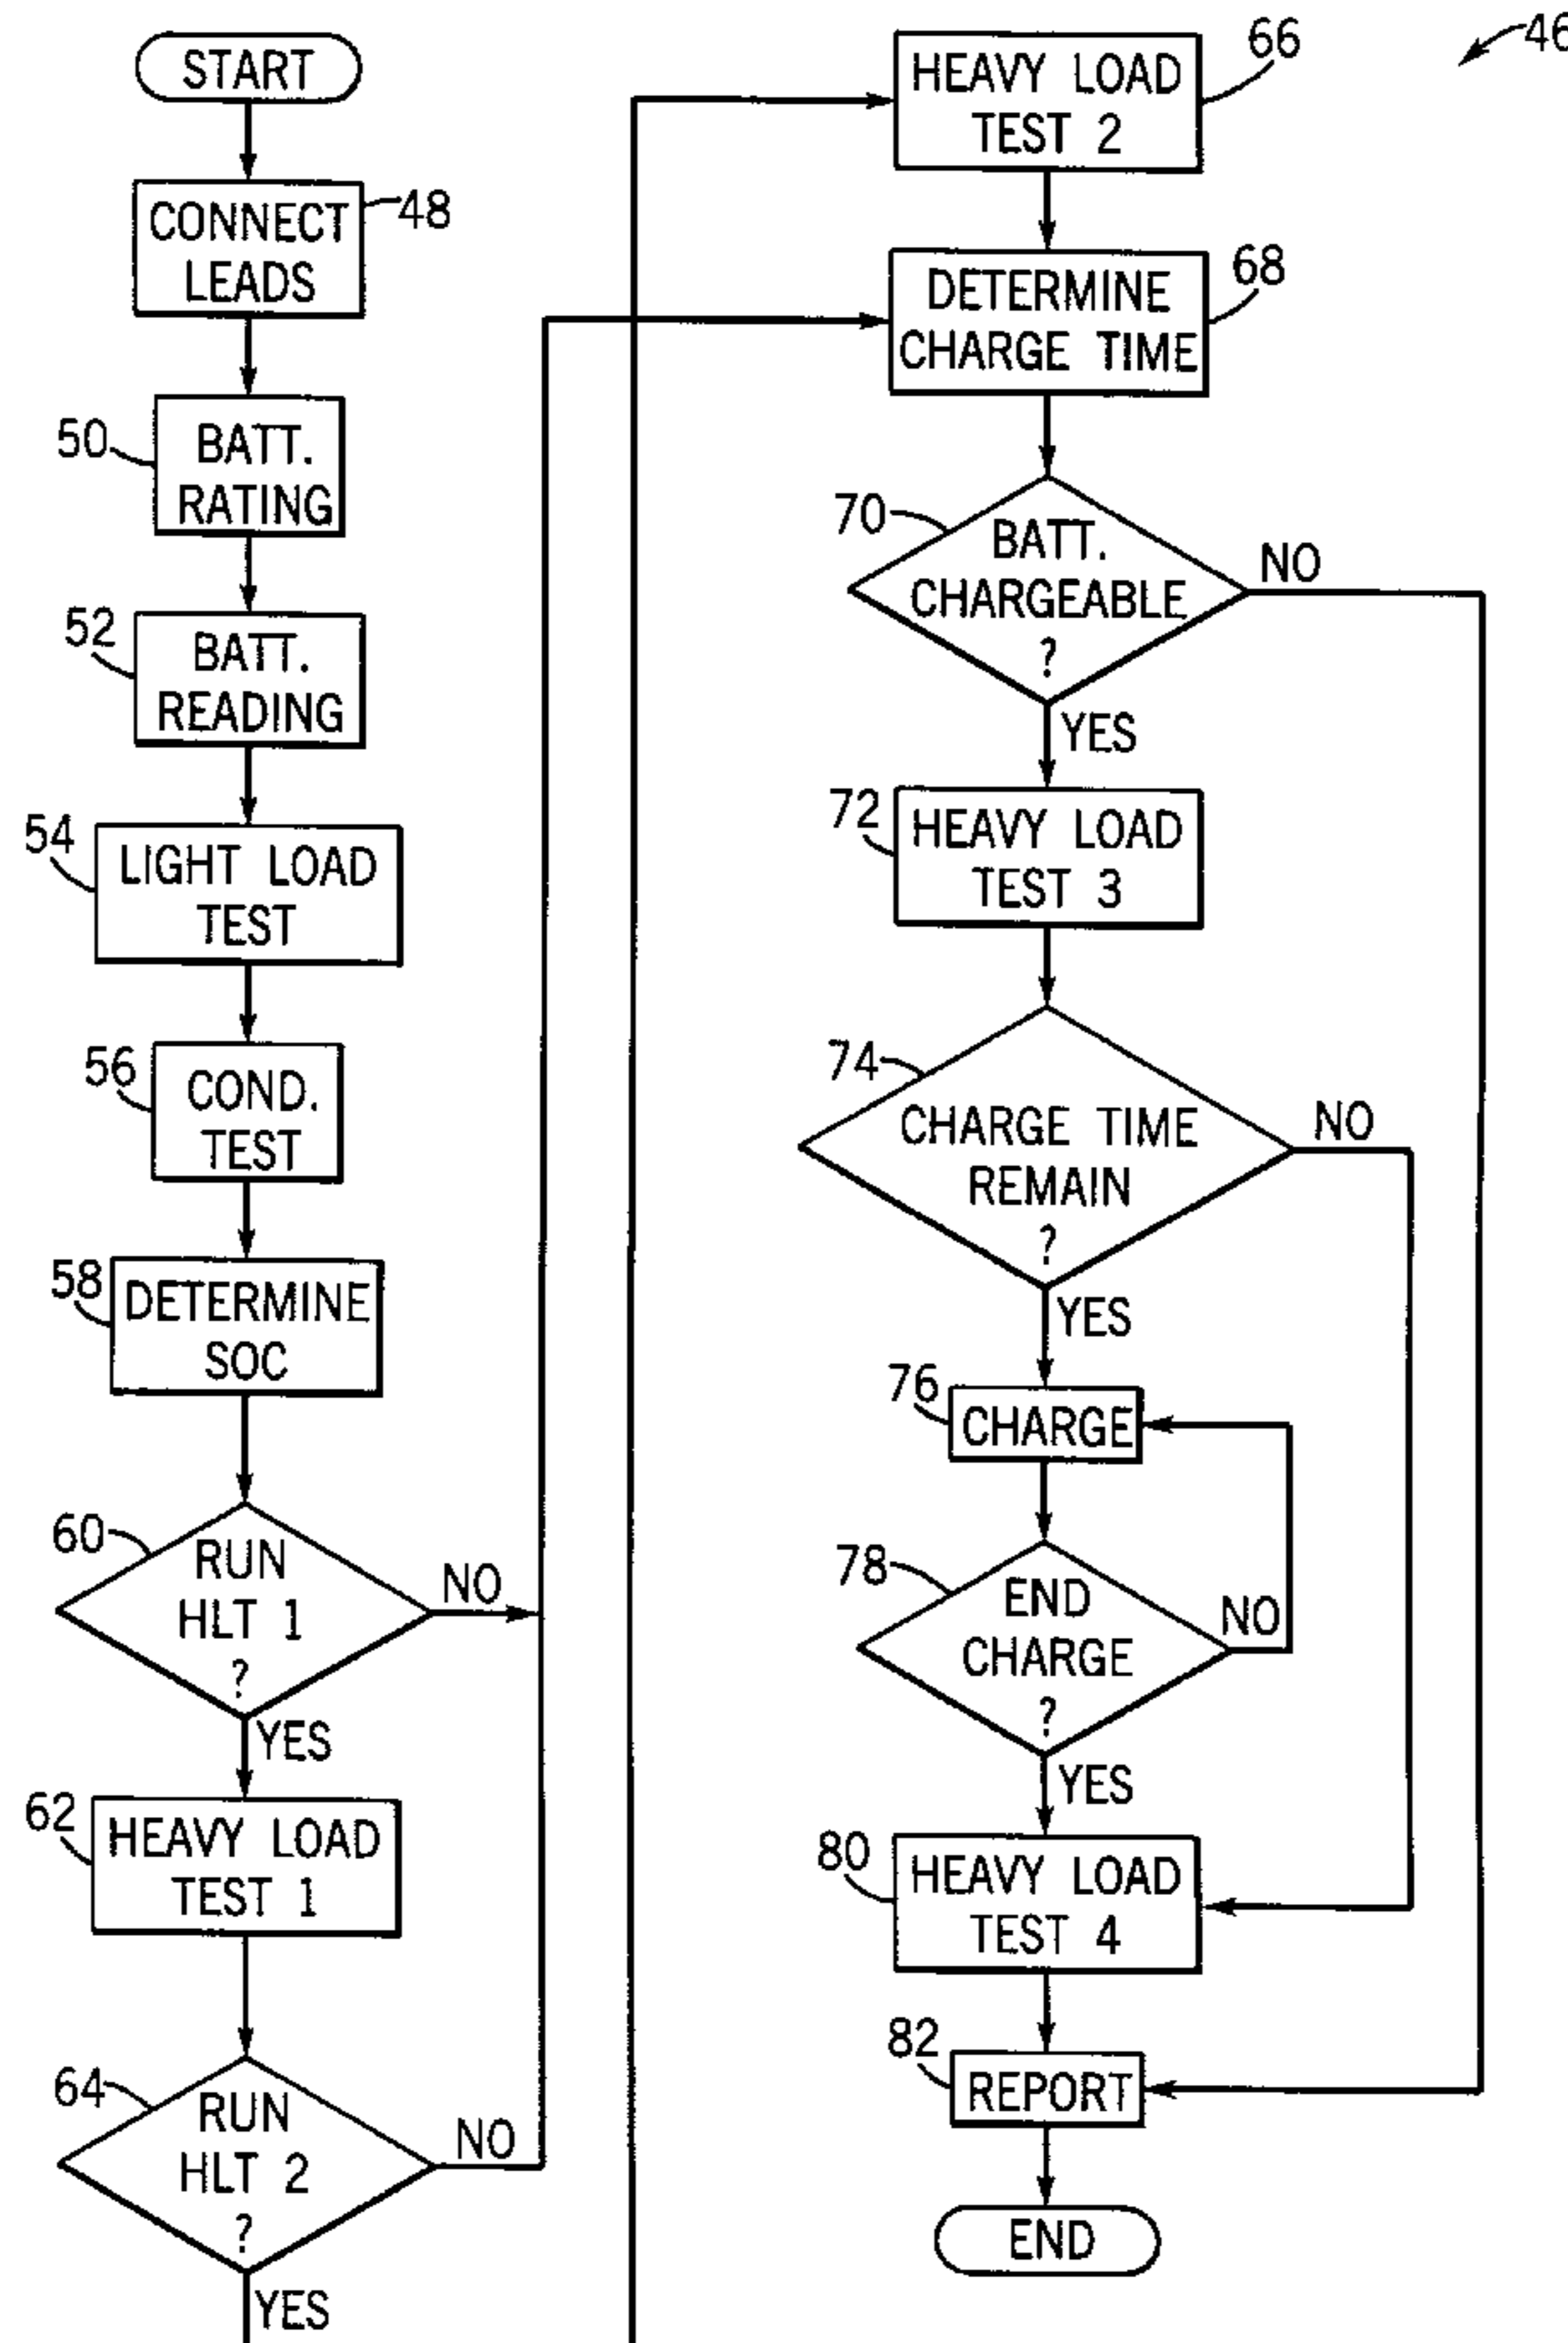 START
CONNECT
LEADS
48
50
BATT.
RATING
52
BATT.
READING
54
LIGHT LOAD
TEST
56
COND.
TEST
58
DETERMINE
SOC
60
RUN
HLT 1
?
NO
YES
62
HEAVY LOAD
TEST 1
64
RUN
HLT 2
?
NO
YES
46
HEAVY LOAD
TEST 2
66
DETERMINE
CHARGE TIME
68
70
BATT.
CHARGEABLE
?
NO
YES
72
HEAVY LOAD
TEST 3
74
CHARGE TIME
REMAIN
?
NO
YES
76
CHARGE
78
END
CHARGE
?
NO
YES
80
HEAVY LOAD
TEST 4
82
REPORT
END